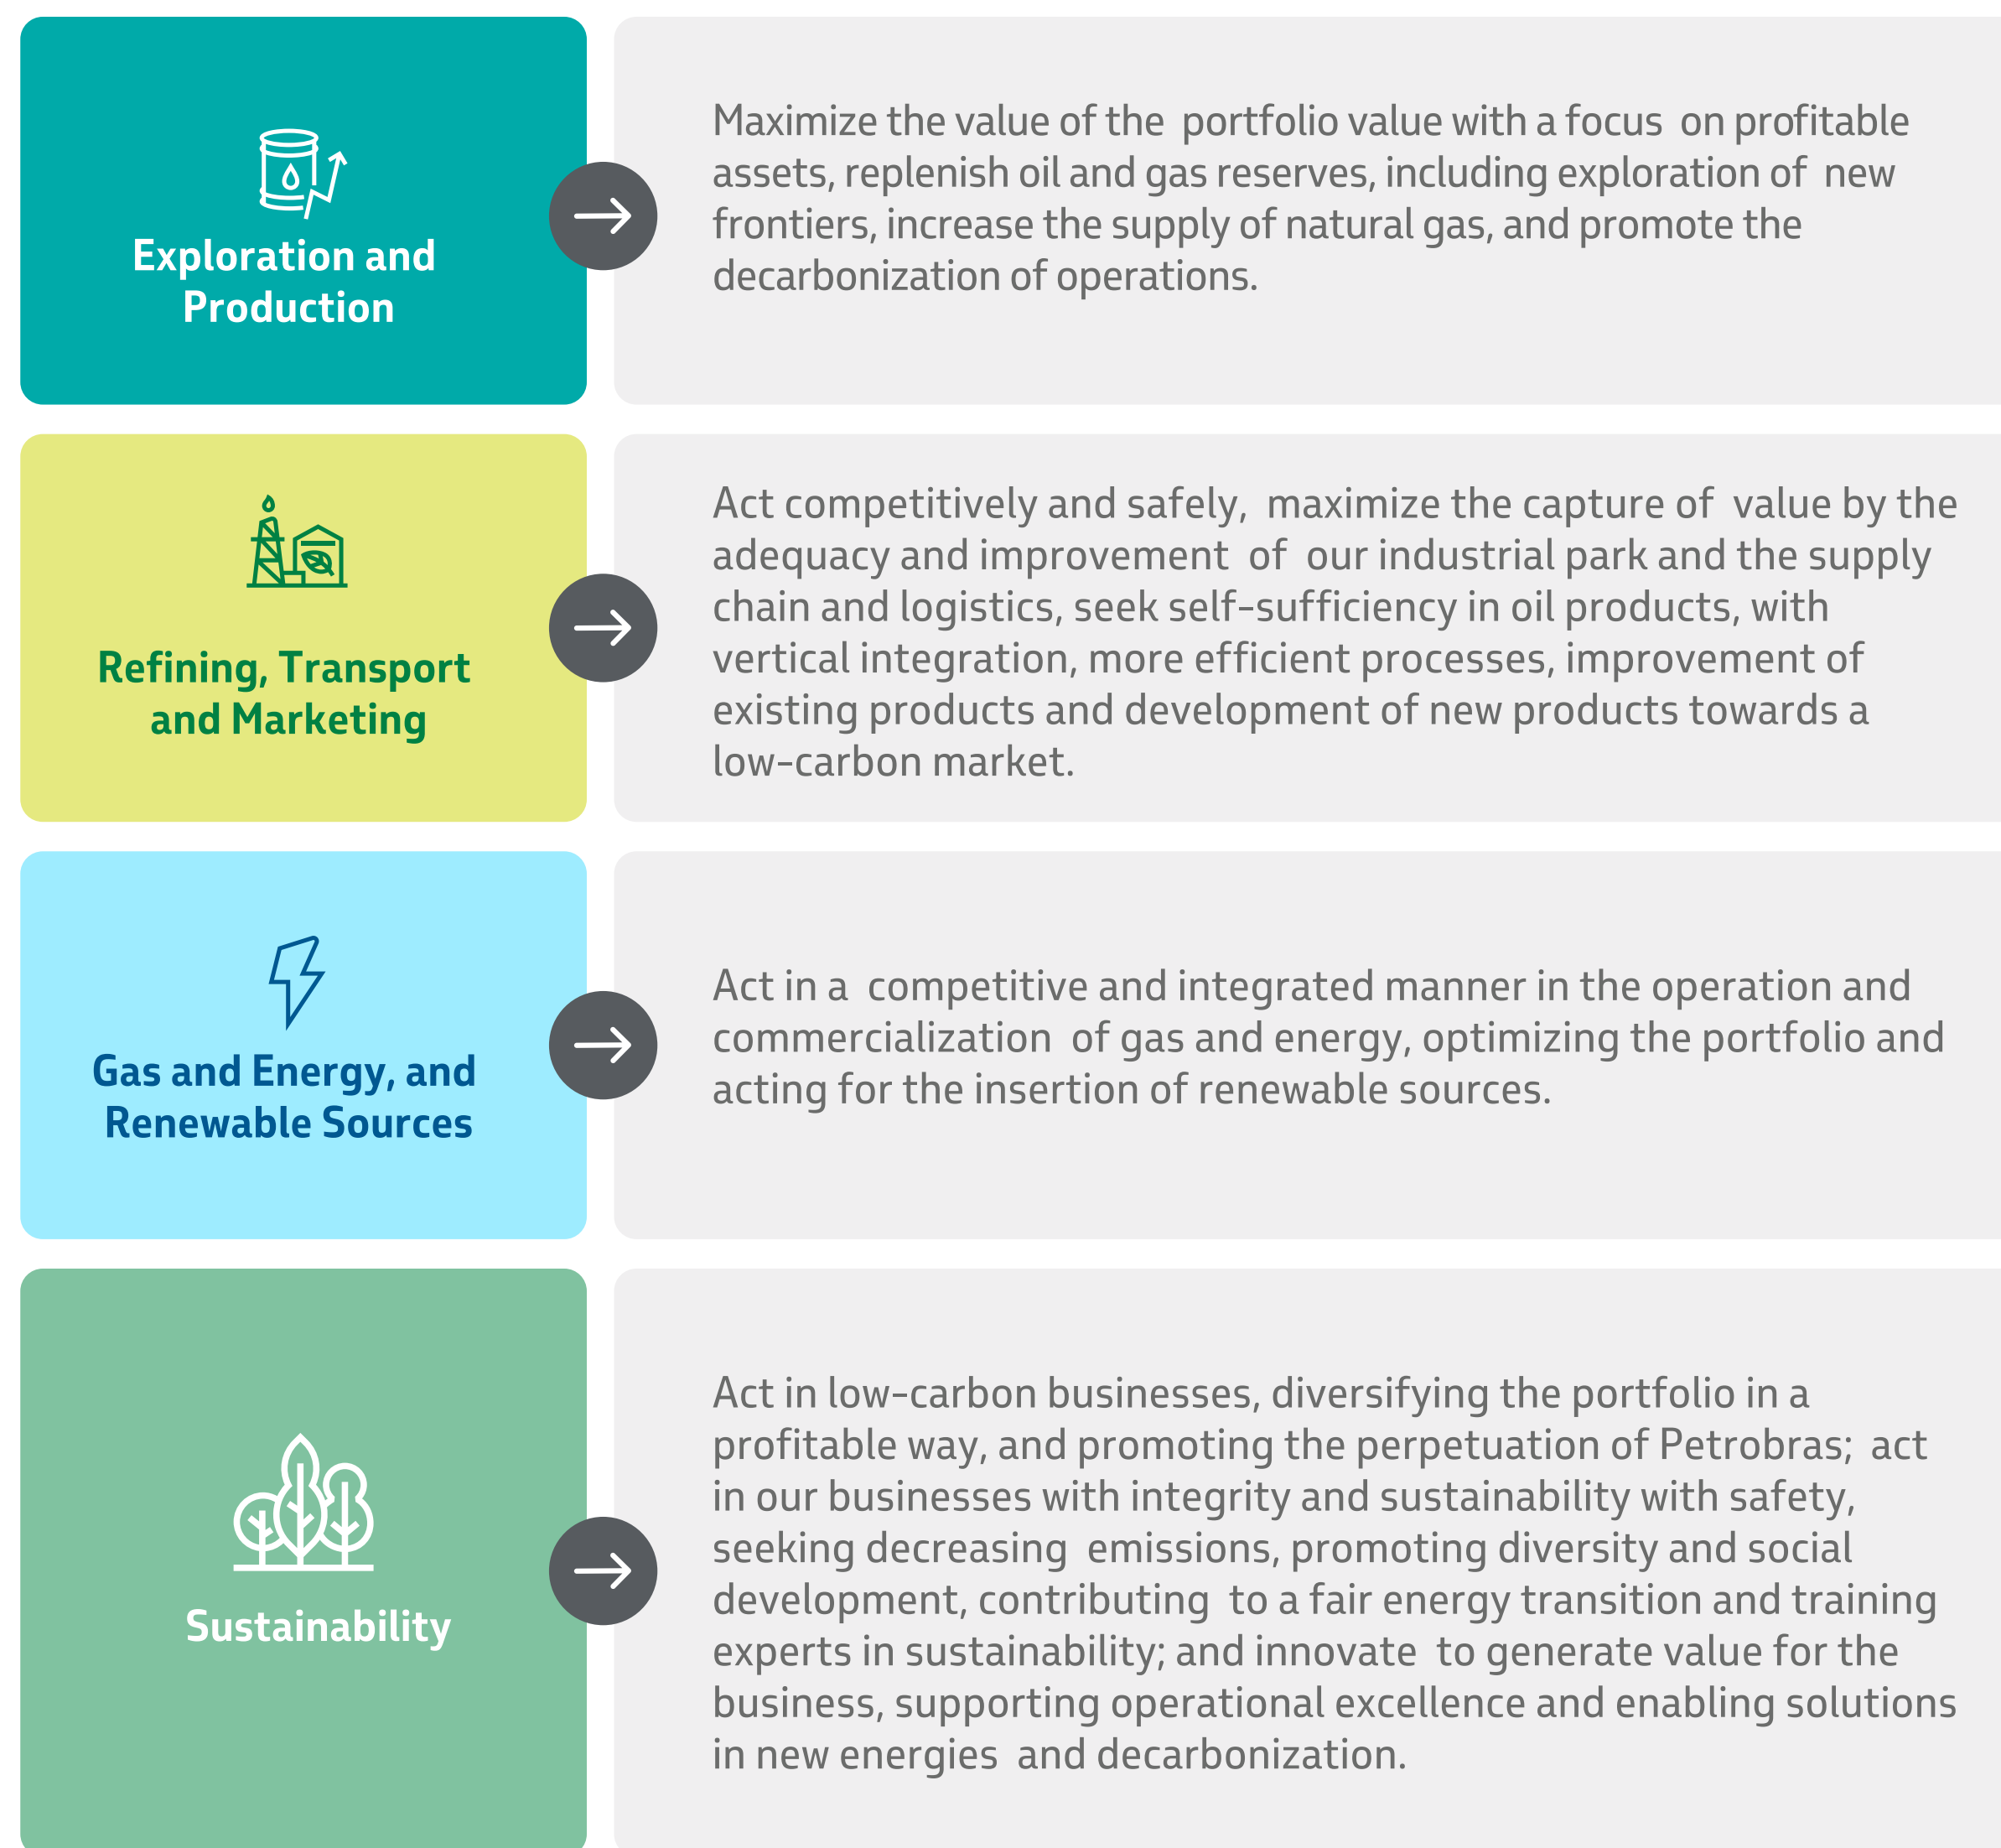 Exploration and
Production
Maximize the value of the portfolio value with a focus on profitable
assets, replenish oil and gas reserves, including exploration of new
frontiers, increase the supply of natural gas, and promote the
decarbonization of operations.
Refining, Transport
and Marketing
Act competitively and safely, maximize the capture of value by the
adequacy and improvement of our industrial park and the supply
chain and logistics, seek self-sufficiency in oil products, with
vertical integration, more efficient processes, improvement of
existing products and development of new products towards a
low-carbon market.
Gas and Energy, and
Renewable Sources
Act in a competitive and integrated manner in the operation and
commercialization of gas and energy, optimizing the portfolio and
acting for the insertion of renewable sources.
Sustainability
Act in low-carbon businesses, diversifying the portfolio in a
profitable way, and promoting the perpetuation of Petrobras; act
in our businesses with integrity and sustainability with safety,
seeking decreasing emissions, promoting diversity and social
development, contributing to a fair energy transition and training
experts in sustainability; and innovate to generate value for the
business, supporting operational excellence and enabling solutions
in new energies and decarbonization.